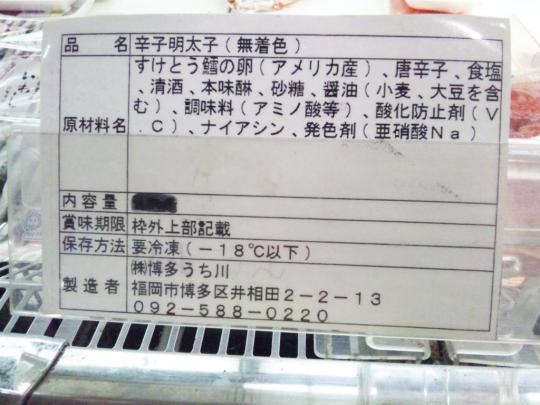 品名 辛子明太子(無着色)
すけとう鱈の卵(アメリカ産)、唐辛子、食塩
、清酒、本味醂、砂糖、醤油(小麦、大豆を含
む)、調味料(アミノ酸等)、酸化防止剤(V
原材料名 .C)、ナイアシン、発色剤(亜硝酸Na)
内容量
賞味期限 枠外上部記載
保存方法 要冷凍(-18℃以下)
㈱博多うち川
製造者 福岡市博多区井相田2-2-13
092-588-0220